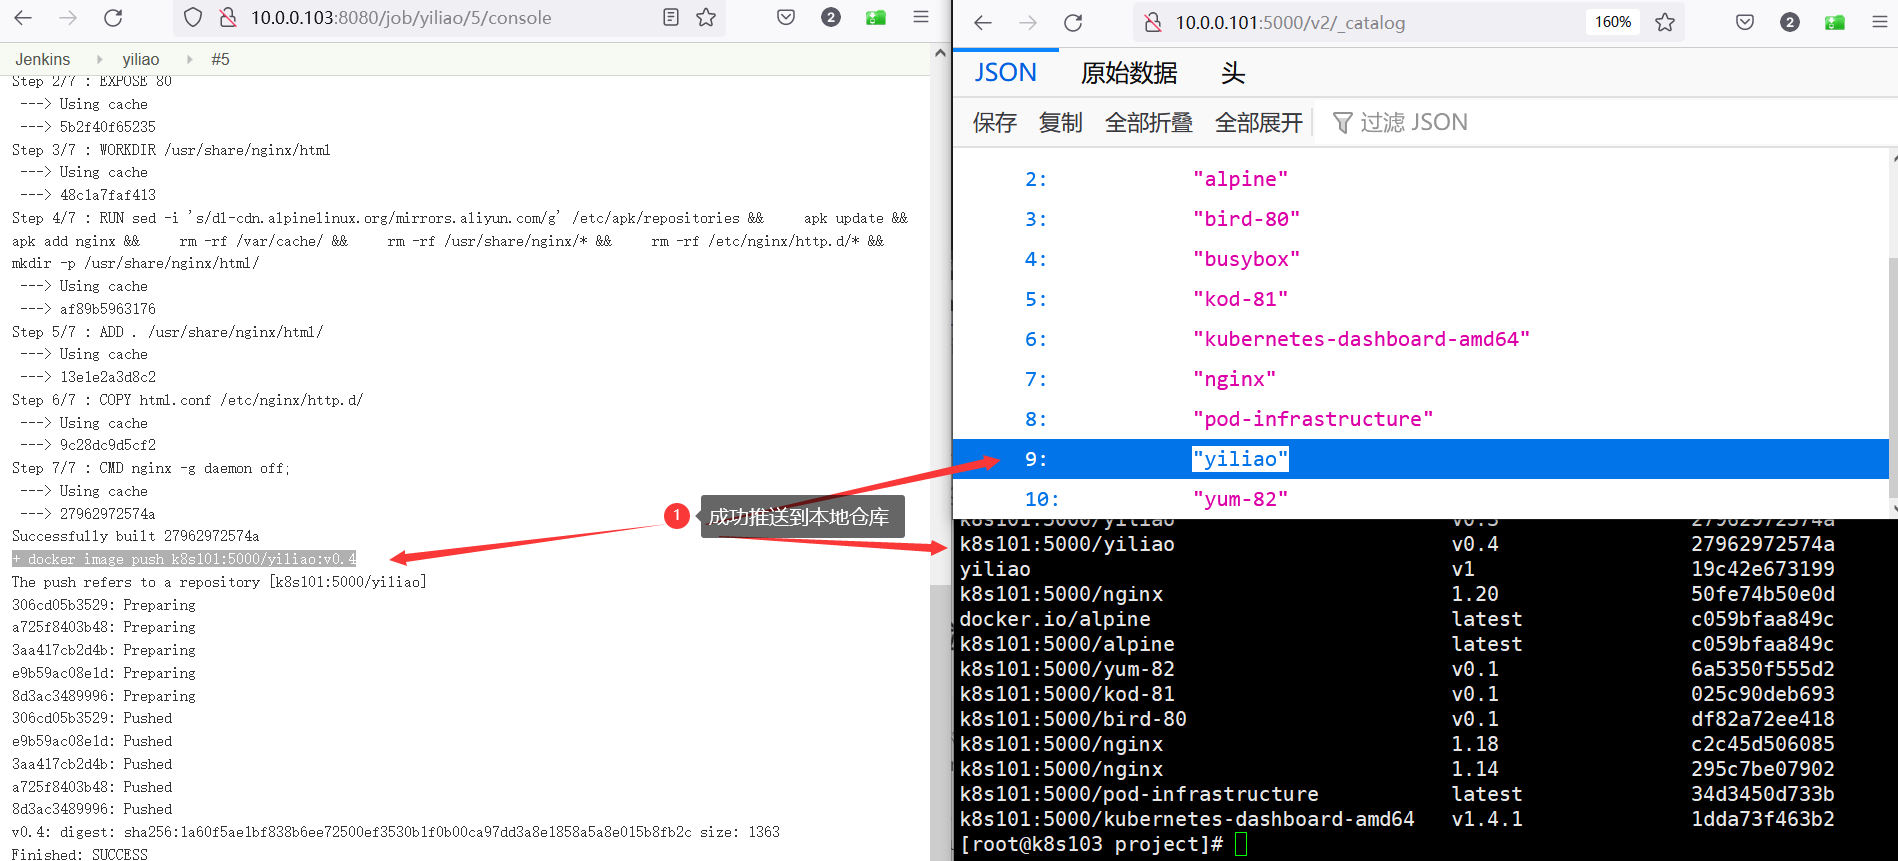 10.0.0.103:8080/job/yiliao/5/console
2
Jenkins
yiliao
#5
Step 2/7 : EXPOSE 80
---> Using cache
---> 5b2f40f65235
Step 3/7 : WORKDIR /usr/share/nginx/html
---> Using cache
---> 48c1a7faf413
Step 4/7 : RUN sed -i 's/dl-cdn.alpinelinux.org/mirrors.aliyun.com/g' /etc/apk/repositories && apk update &&
apk add nginx && rm -rf /var/cache/ && rm -rf /usr/share/nginx/* && rm -rf /etc/nginx/http.d/* &&
mkdir -p /usr/share/nginx/html/
---> Using cache
---> af89b5963176
Step 5/7 : ADD . /usr/share/nginx/html/
---> Using cache
---> 13e1e2a3d8c2
Step 6/7 : COPY html.conf /etc/nginx/http.d/
---> Using cache
---> 9c28dc9d5cf2
Step 7/7 : CMD nginx -g daemon off;
---> Using cache
---> 27962972574a
Successfully built 27962972574a
+ docker image push k8s101:5000/yiliao:v0.4
The push refers to a repository [k8s101:5000/yiliao]
306cd05b3529: Preparing
a725f8403b48: Preparing
3aa417cb2d4b: Preparing
e9b59ac08e1d: Preparing
8d3ac3489996: Preparing
306cd05b3529: Pushed
e9b59ac08e1d: Pushed
3aa417cb2d4b: Pushed
a725f8403b48: Pushed
8d3ac3489996: Pushed
v0.4: digest: sha256:1a60f5ae1bf838b6ee72500ef3530b1f0b00ca97dd3a8e1858a5a8e015b8fb2c size: 1363
Finished: SUCCESS
1
成功推送到本地仓库
10.0.0.101:5000/v2/_catalog
160%
2
JSON 原始数据 头
保存 复制 全部折叠 全部展开 过滤 JSON
2: "alpine"
3: "bird-80"
4: "busybox"
5: "kod-81"
6: "kubernetes-dashboard-amd64"
7: "nginx"
8: "pod-infrastructure"
9: "yiliao"
10: "yum-82"
k8s101:5000/yiliao v0.3 27962972574a
k8s101:5000/yiliao v0.4 27962972574a
yiliao v1 19c42e673199
k8s101:5000/nginx 1.20 50fe74b50e0d
docker.io/alpine latest c059bfaa849c
k8s101:5000/alpine latest c059bfaa849c
k8s101:5000/yum-82 v0.1 6a5350f555d2
k8s101:5000/kod-81 v0.1 025c90deb693
k8s101:5000/bird-80 v0.1 df82a72ee418
k8s101:5000/nginx 1.18 c2c45d506085
k8s101:5000/nginx 1.14 295c7be07902
k8s101:5000/pod-infrastructure latest 34d3450d733b
k8s101:5000/kubernetes-dashboard-amd64 v1.4.1 1dda73f463b2
[root@k8s103 project]#